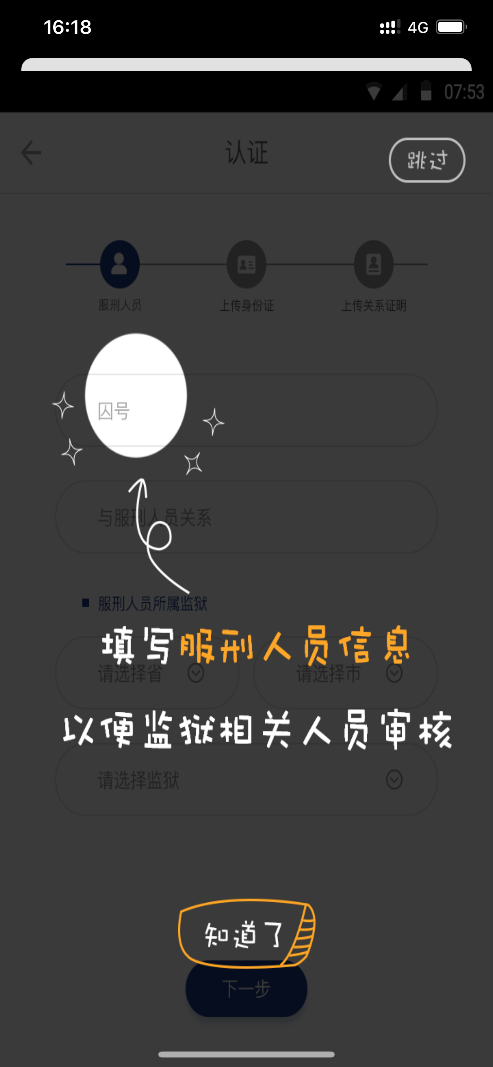 16:18
4G
07:53
认证
跳过
服刑人员
上传身份证
上传关系证明
囚号
与服刑人员关系
服刑人员所属监狱
填写服刑人员信息
请选择省
请选择市
以便监狱相关人员审核
请选择监狱
知道了
下一步